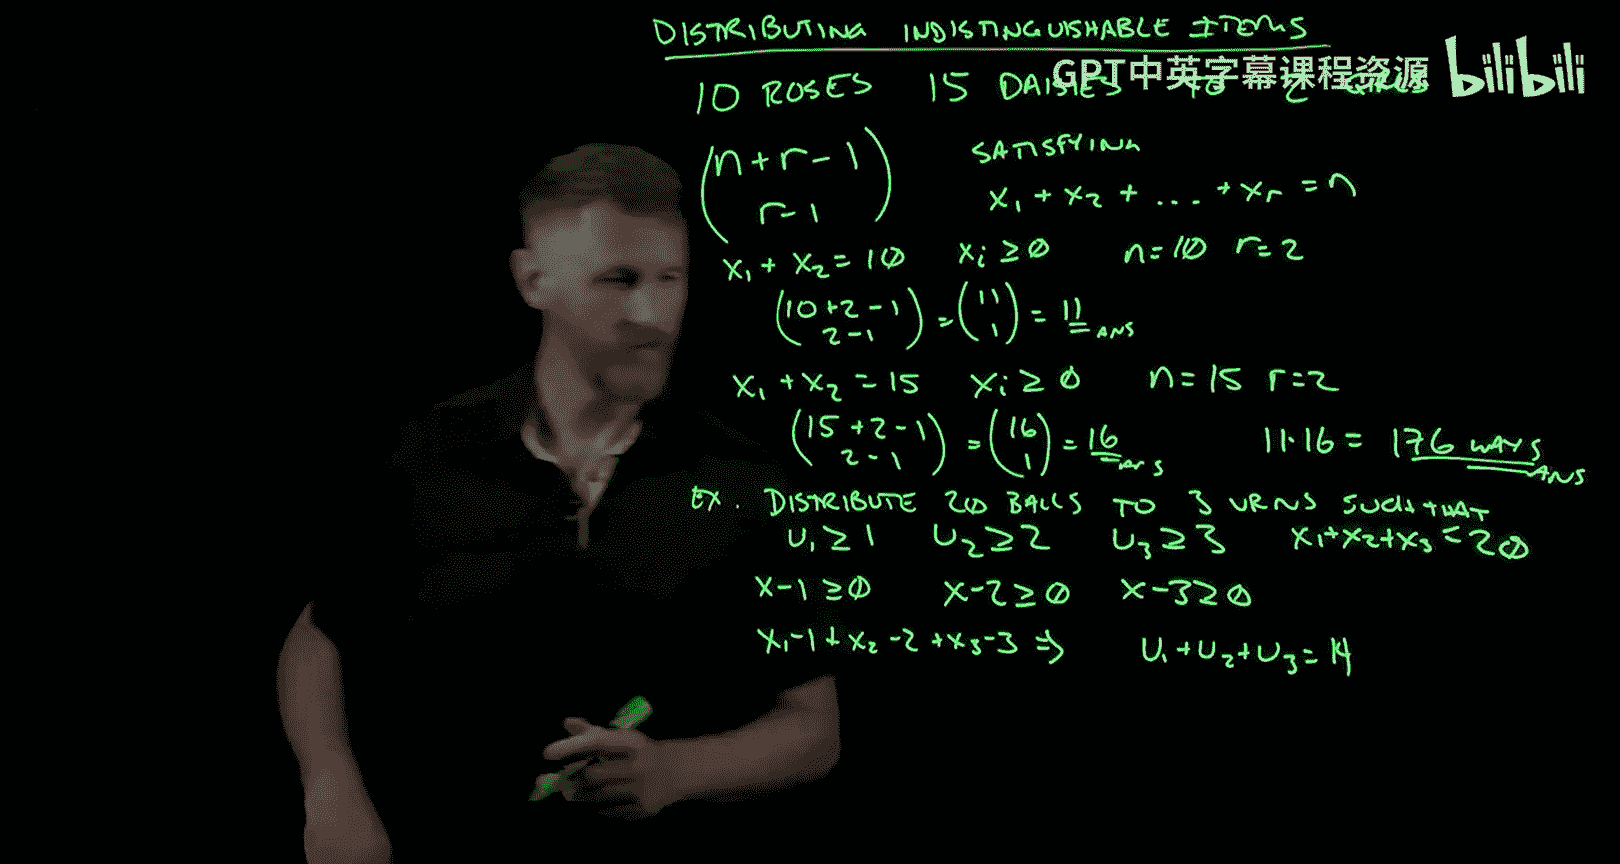 DISTRIBUTING INDISTINGUISHABLE ITEMS
GPT中英字幕课程资源 bilibili
10 ROSES 15 DAISIES TO 2 GIRLS
(n+r-1
r-1) SATISFYING
x₁ + x₂ + ... + xᵣ = n
x₁ + x₂ = 10 xᵢ ≥ 0 n=10 r=2
(10+2-1
2-1) = (11
1) = 11 ANS
x₁ + x₂ = 15 xᵢ ≥ 0 n=15 r=2
(15+2-1
2-1) = (16
1) = 16 ANS 11·16 = 176 WAYS ANS
EX. DISTRIBUTE 20 BALLS TO 3 URNS SUCH THAT
U₁ ≥ 1 U₂ ≥ 2 U₃ ≥ 3 x₁+x₂+x₃ = 20
x-1 ≥ 0 x-2 ≥ 0 x-3 ≥ 0
x₁-1+x₂-2+x₃-3 ⇒ U₁+U₂+U₃ = 14